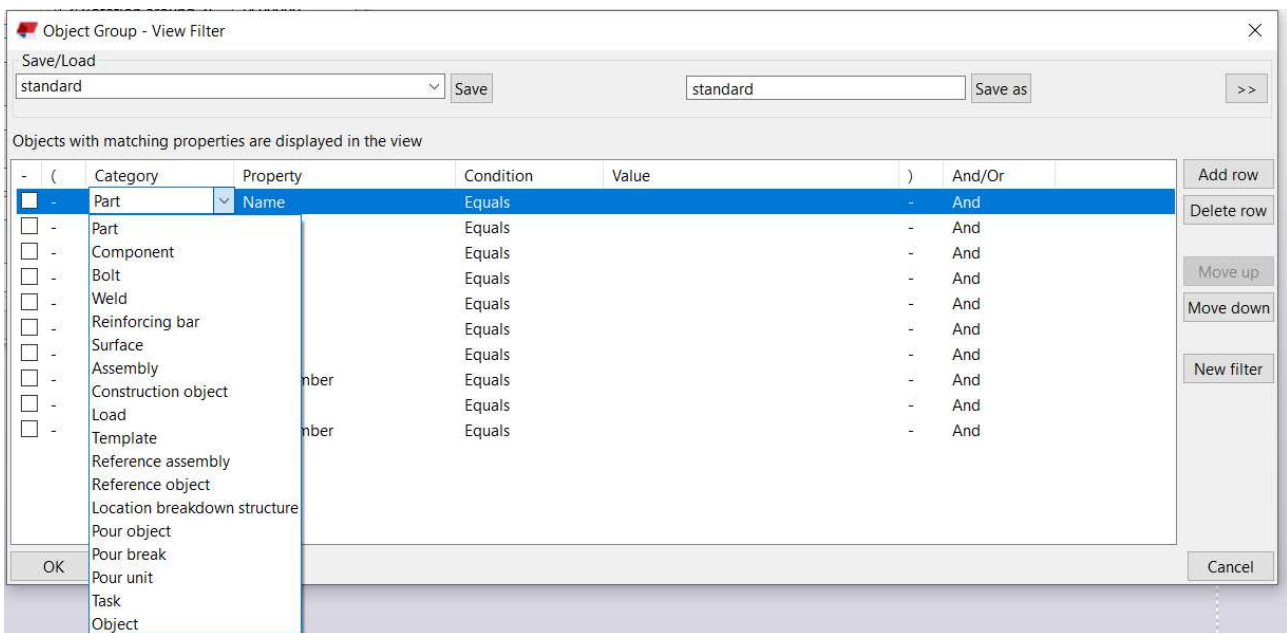 Object Group - View Filter
Save/Load
standard Save standard Save as >>
Objects with matching properties are displayed in the view
- ( Category Property Condition Value ) And/Or Add row
- Part Name Equals - And
Delete row
Part
- Equals - And
Component
- Equals - And
Bolt
- Equals - And
Move up
Weld
- Equals - And
Move down
Reinforcing bar
- Equals - And
Surface
- Equals - And
Assembly
New filter
- mber Equals - And
Construction object
- Equals - And
Load
Template
- mber Equals - And
Reference assembly
Reference object
Location breakdown structure
Pour object
Pour break
OK Cancel
Pour unit
Task
Object